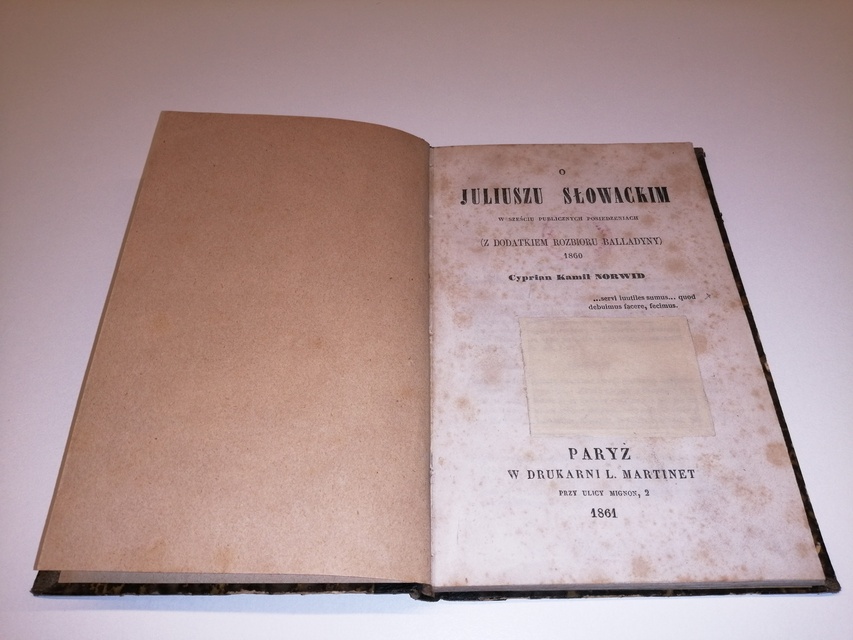 O
JULIUSZU SŁOWACKIM
W SZEŚCIU PUBLICZNYCH POSIEDZENIACH
(Z DODATKIEM ROZBIORU BALLADYNY)
1860
Cyprian Kamil NORWID
...servi inutiles sumus... quod
debuimus facere, fecimus.
PARYŻ
W DRUKARNI L. MARTINET
PRZY ULICY MIGNON, 2
1861